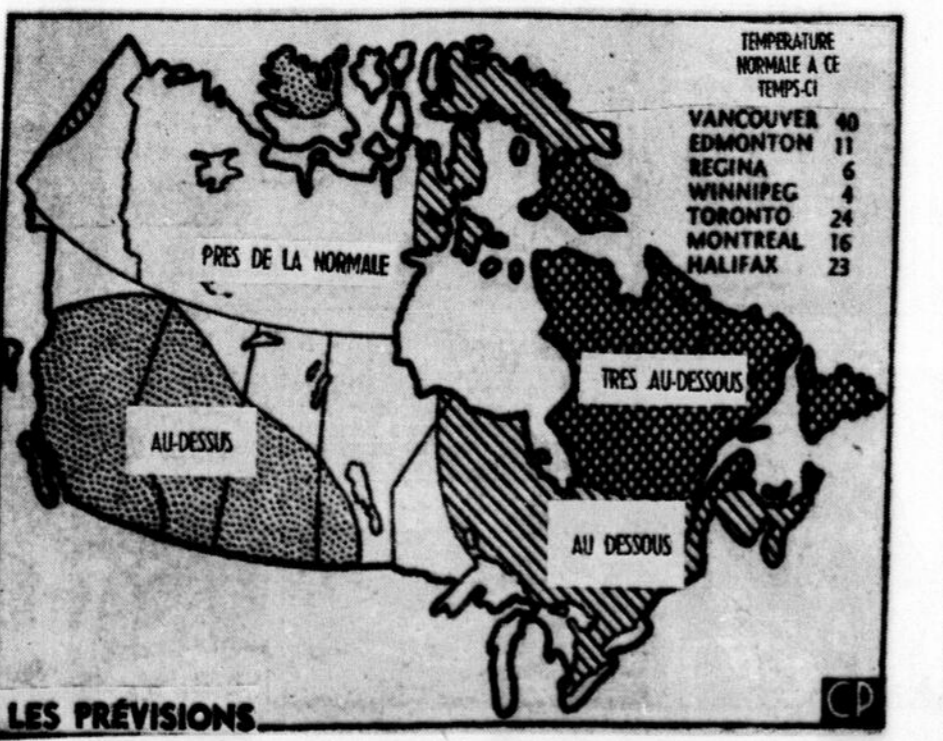 TEMPERATURE
NORMALE A CE
TEMPS-CI
VANCOUVER 40
EDMONTON 11
REGINA 6
WINNIPEG 4
TORONTO 24
MONTREAL 16
HALIFAX 23
PRES DE LA NORMALE
TRES AU-DESSOUS
AU-DESSUS
AU DESSOUS
LES PRÉVISIONS
CP